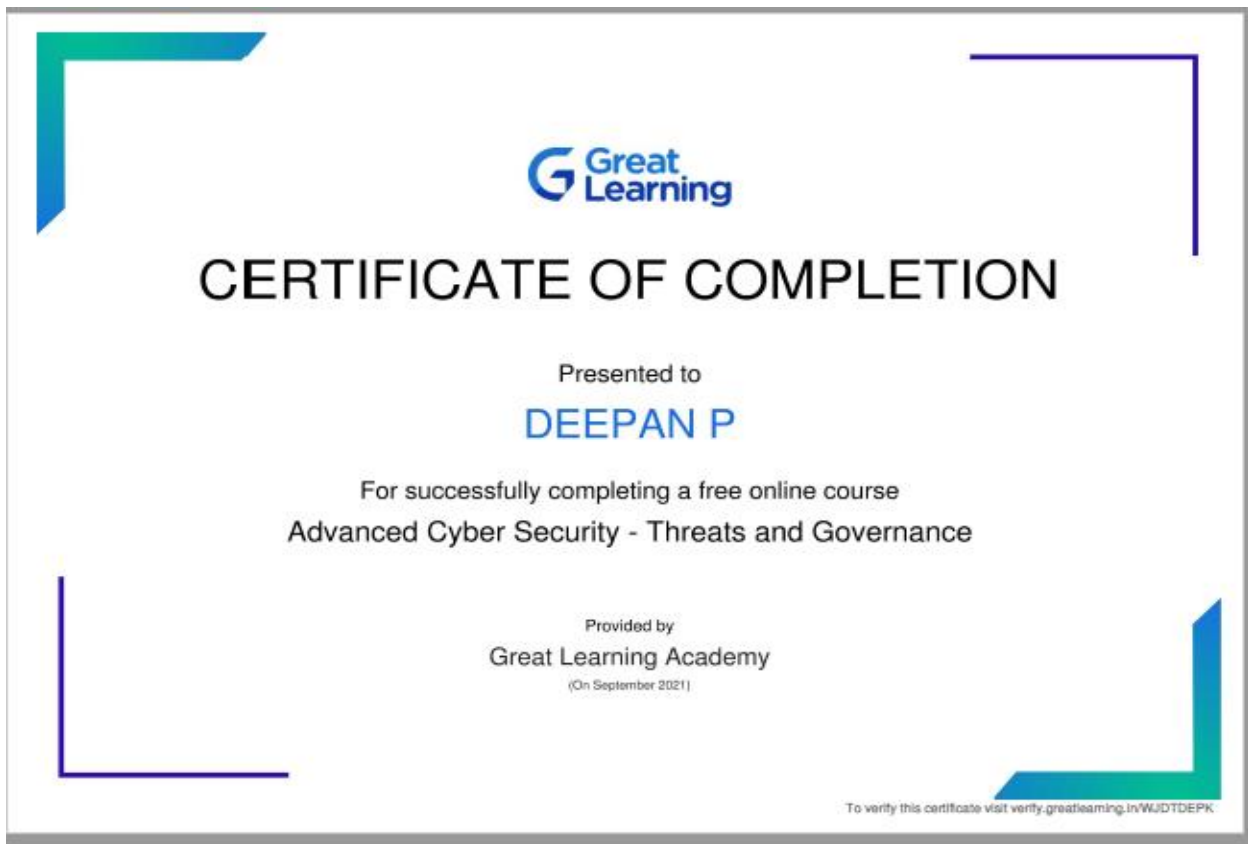 Great
Learning
CERTIFICATE OF COMPLETION
Presented to
DEEPAN P
For successfully completing a free online course
Advanced Cyber Security - Threats and Governance
Provided by
Great Learning Academy
(On September 2021)
To verify this certificate visit verify.greatlearning.in/WJDTDEPK